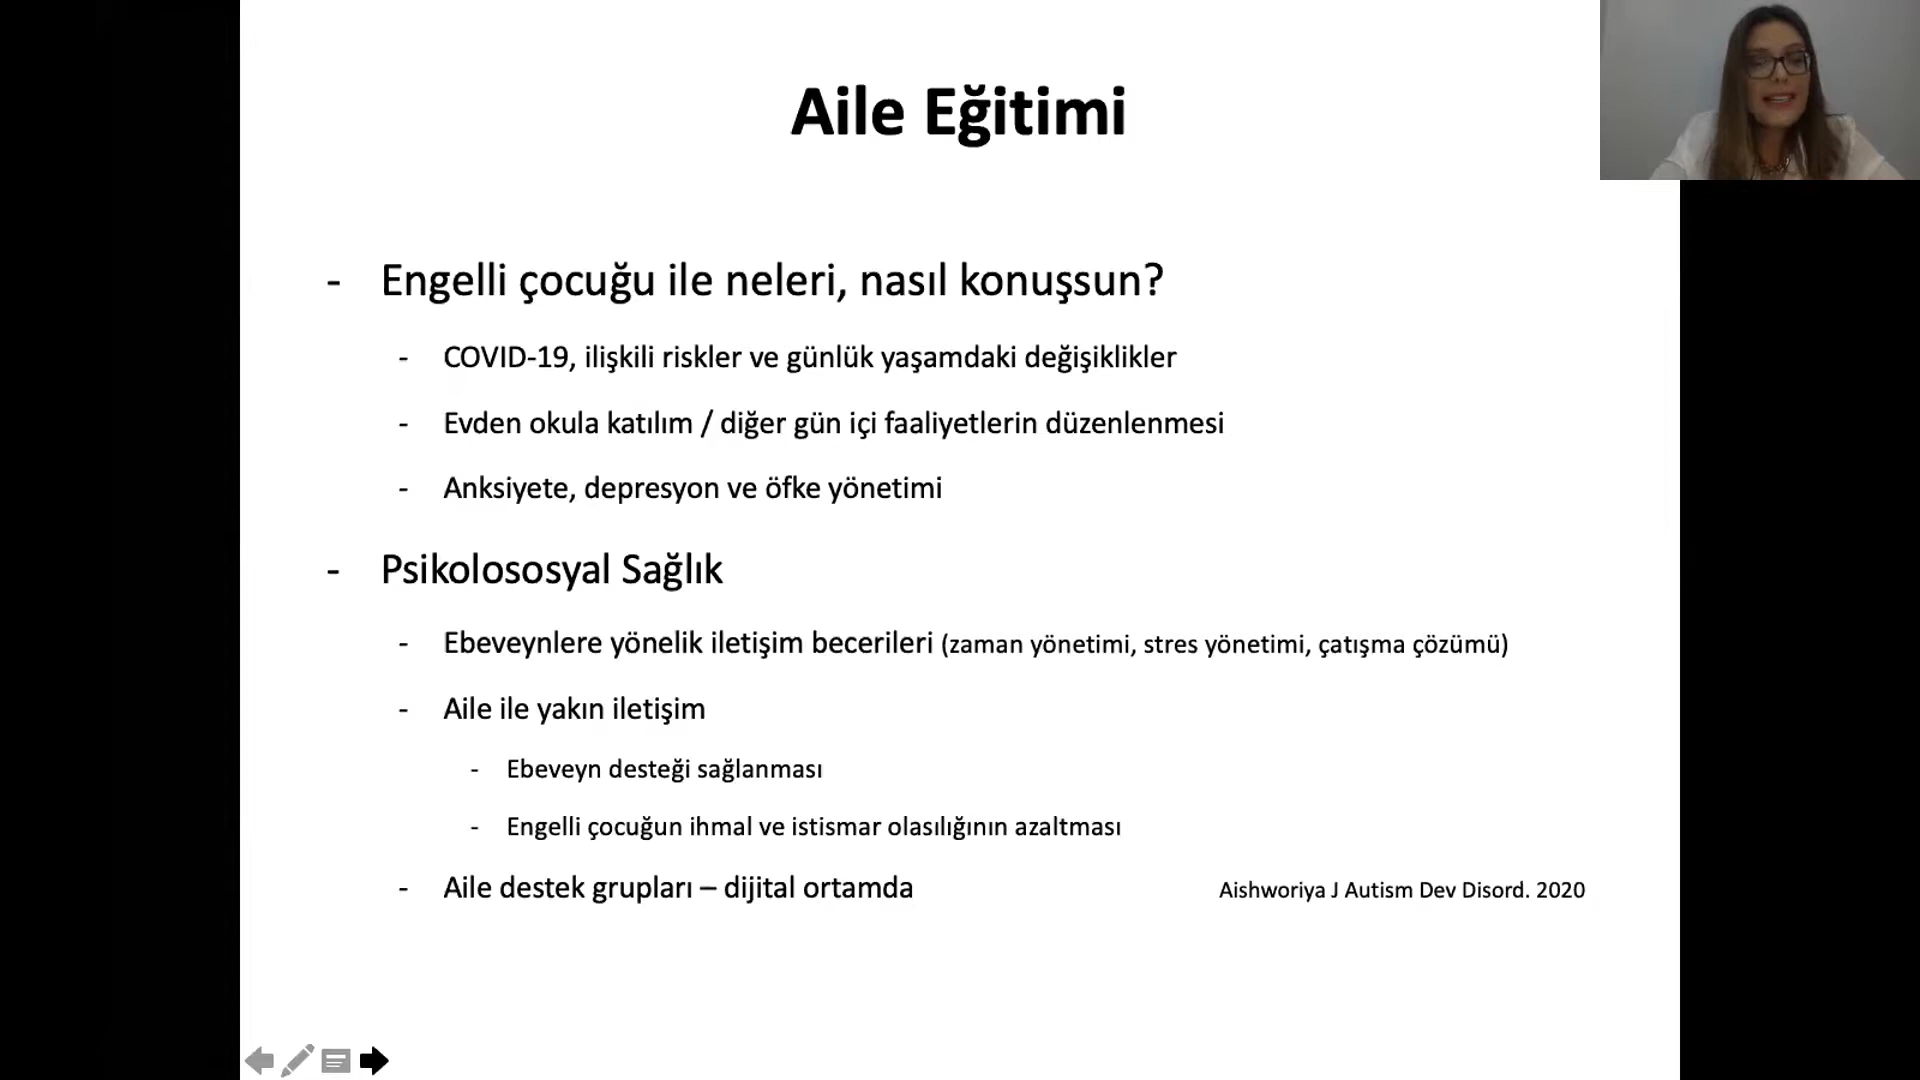 Aile Eğitimi
- Engelli çocuğu ile neleri, nasıl konuşsun?
- COVID-19, ilişkili riskler ve günlük yaşamdaki değişiklikler
- Evden okula katılım / diğer gün içi faaliyetlerin düzenlenmesi
- Anksiyete, depresyon ve öfke yönetimi
- Psikolososyal Sağlık
- Ebeveynlere yönelik iletişim becerileri (zaman yönetimi, stres yönetimi, çatışma çözümü)
- Aile ile yakın iletişim
- Ebeveyn desteği sağlanması
- Engelli çocuğun ihmal ve istismar olasılığının azaltması
- Aile destek grupları – dijital ortamda
Aishworiya J Autism Dev Disord. 2020